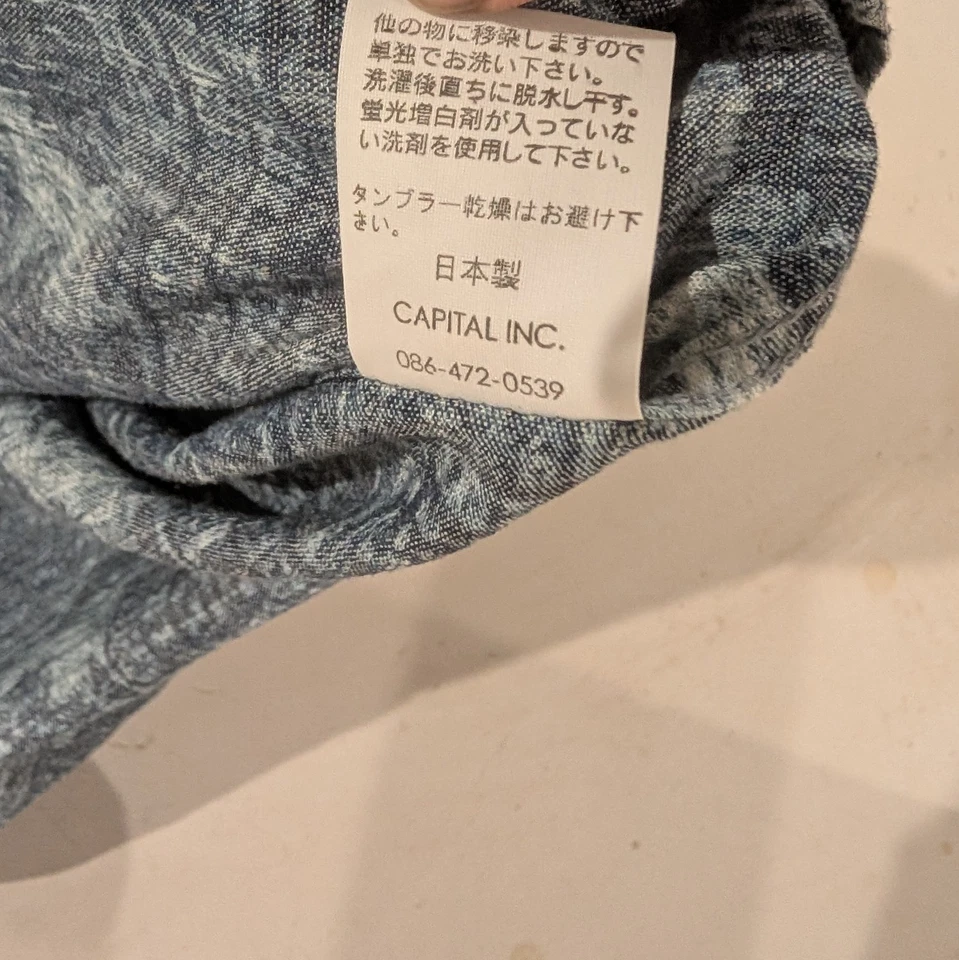 他の物に移染しますので
単独でお洗い下さい。
洗濯後直ちに脱水し干す。
蛍光増白剤が入っていな
い洗剤を使用して下さい。
タンブラー乾燥はお避け下
さい。
日本製
CAPITAL INC.
086-472-0539